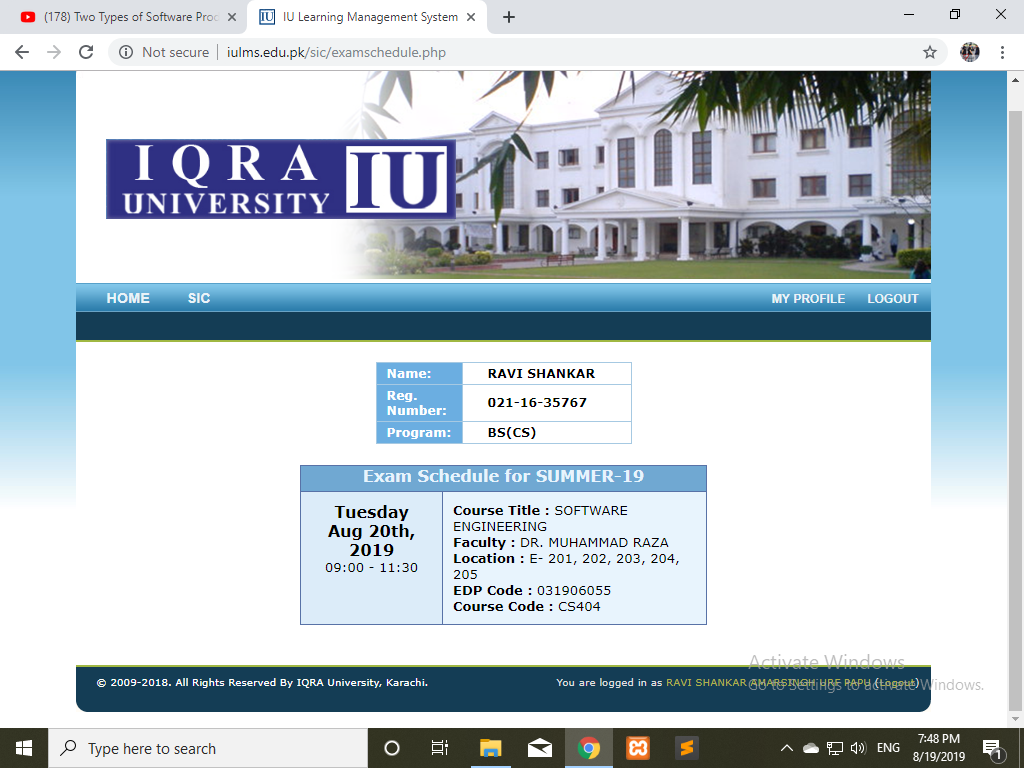 (178) Two Types of Software Proc
IU IU Learning Management System
Not secure iulms.edu.pk/sic/examschedule.php
IQRA
UNIVERSITY
IU
HOME SIC MY PROFILE LOGOUT
Name: RAVI SHANKAR
Reg.
Number: 021-16-35767
Program: BS(CS)
Exam Schedule for SUMMER-19
Tuesday
Aug 20th,
2019
09:00 - 11:30
Course Title : SOFTWARE
ENGINEERING
Faculty : DR. MUHAMMAD RAZA
Location : E- 201, 202, 203, 204,
205
EDP Code : 031906055
Course Code : CS404
Activate Windows
Go to Settings to activate Windows.
© 2009-2018. All Rights Reserved By IQRA University, Karachi.
You are logged in as RAVI SHANKAR AMARSINGH URF PAPU (Logout)
Type here to search
ENG
7:48 PM
8/19/2019
1